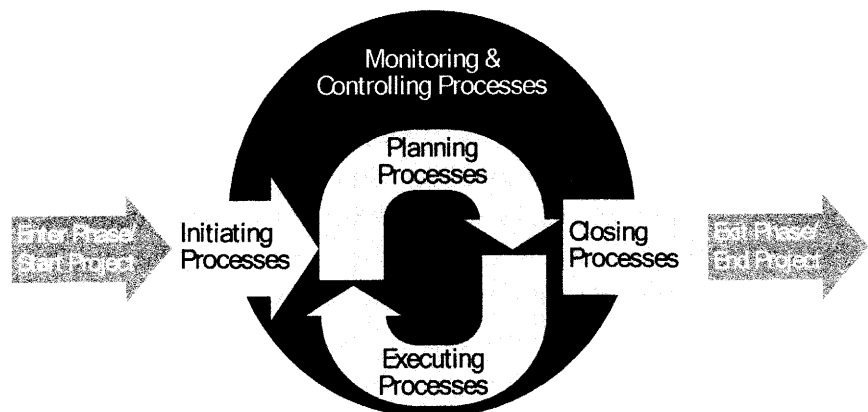 Monitoring &
Controlling Processes
Planning
Processes
Enter Phase/
Start Project
Initiating
Processes
Closing
Processes
Exit Phase/
End Project
Executing
Processes